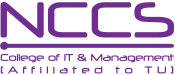 NCCS
College of IT & Management
(Affiliated to TU)